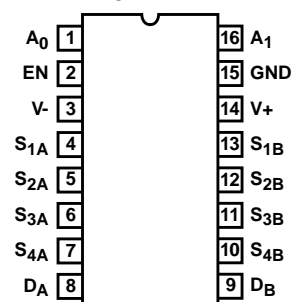 A0 1 16 A1
EN 2 15 GND
V- 3 14 V+
S1A 4 13 S1B
S2A 5 12 S2B
S3A 6 11 S3B
S4A 7 10 S4B
DA 8 9 DB